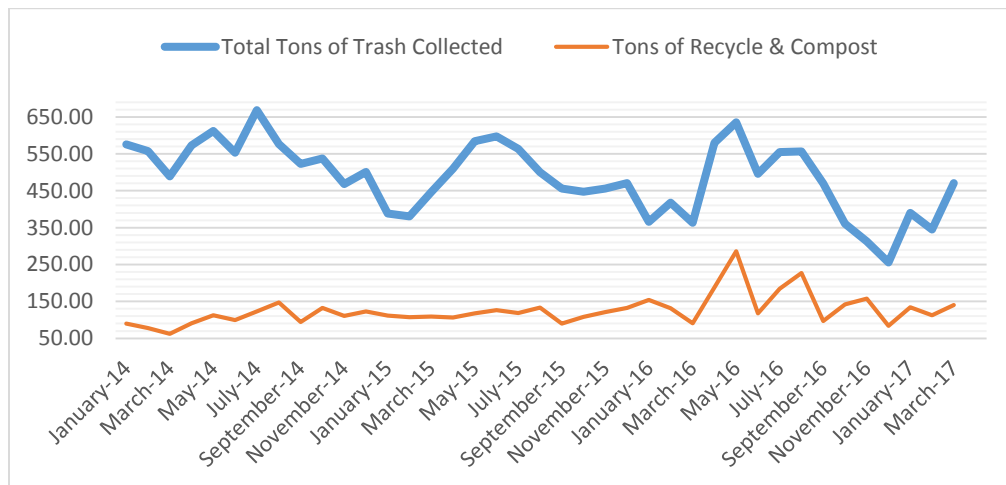 Total Tons of Trash Collected Tons of Recycle & Compost
650.00
550.00
450.00
350.00
250.00
150.00
50.00
January-14
March-14
May-14
July-14
September-14
November-14
January-15
March-15
May-15
July-15
September-15
November-15
January-16
March-16
May-16
July-16
September-16
November-16
January-17
March-17